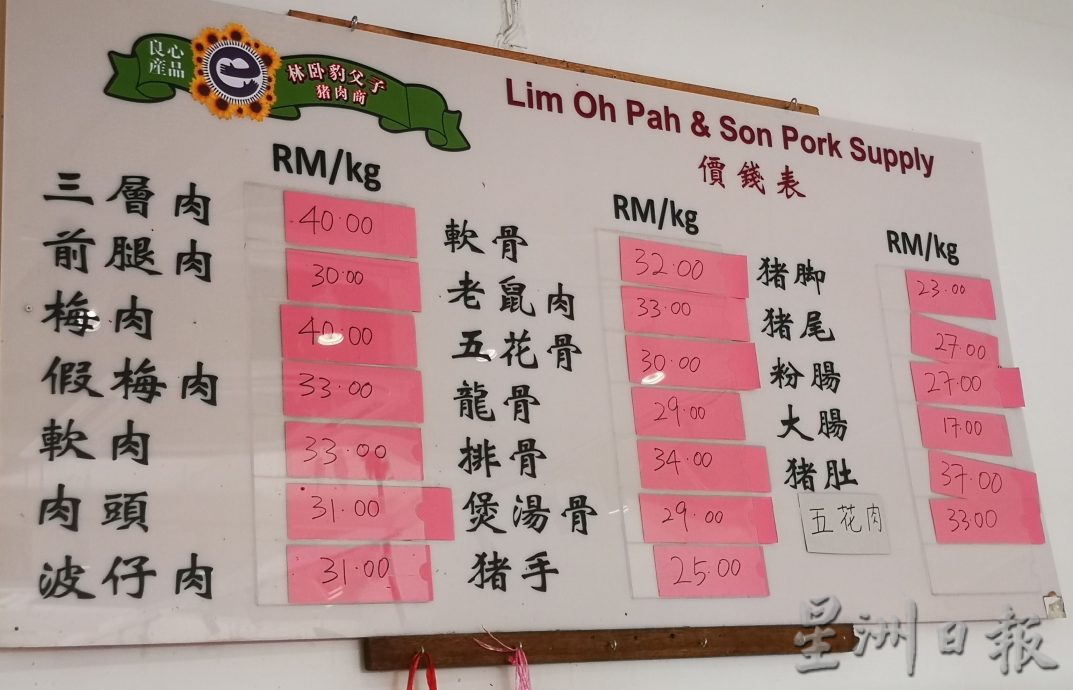 良心
産品
e
林卧豹父子
猪肉商
Lim Oh Pah & Son Pork Supply
價錢表
RM/kg
三層肉 40.00
前腿肉 30.00
梅肉 40.00
假梅肉 33.00
軟肉 33.00
肉頭 31.00
波仔肉 31.00
RM/kg
軟骨 32.00
老鼠肉 33.00
五花骨 30.00
龍骨 29.00
排骨 34.00
煲湯骨 29.00
猪手 25.00
RM/kg
猪脚 23.00
猪尾 27.00
粉腸 27.00
大腸 17.00
猪肚 37.00
五花肉 33.00
星洲日報